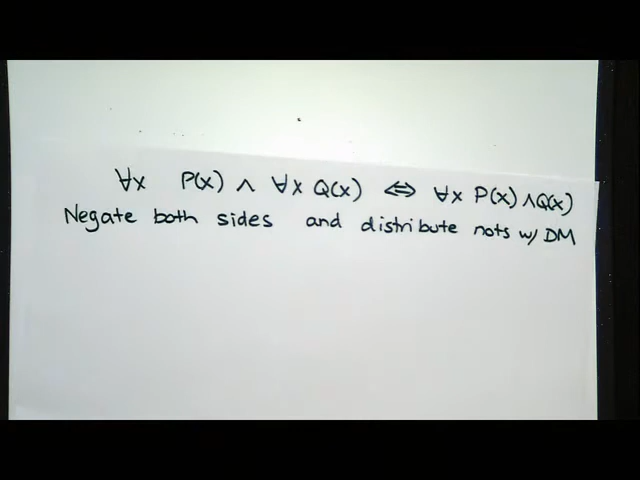 ∀x P(x) ∧ ∀x Q(x) ⇔ ∀x P(x) ∧ Q(x)
Negate both sides and distribute nots w/ DM